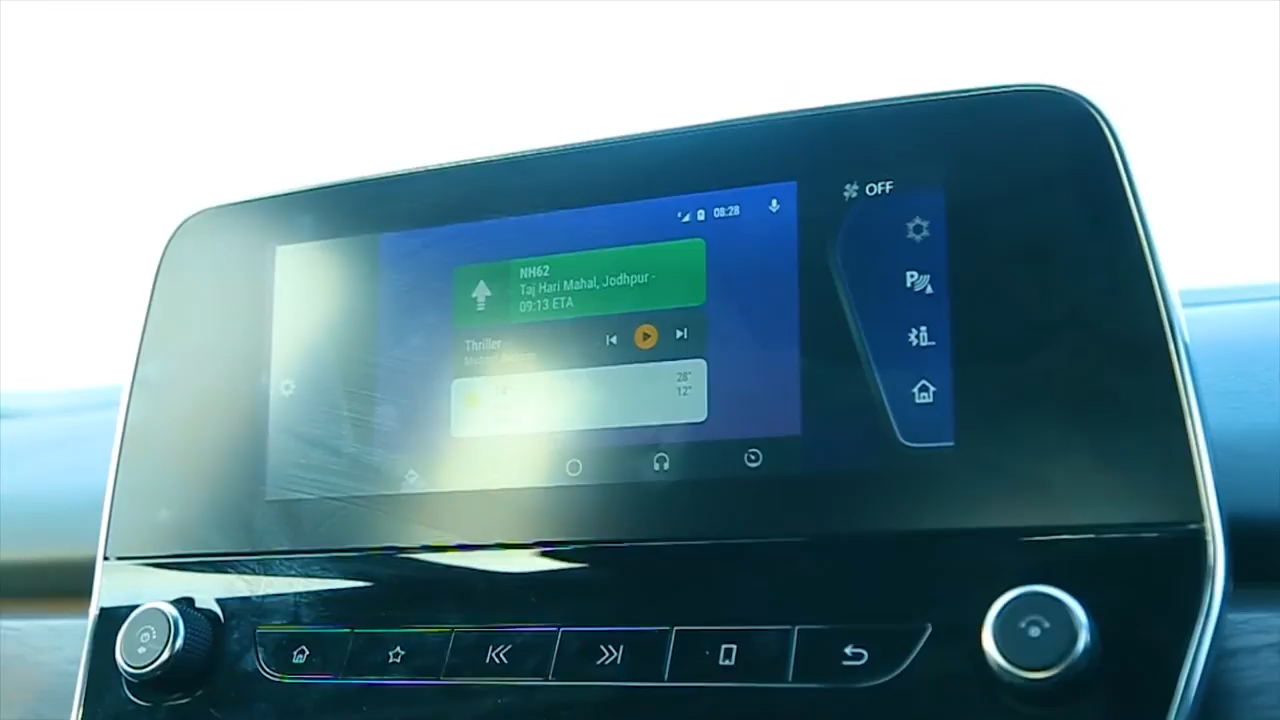 08:28
OFF
NH62
Taj Hari Mahal, Jodhpur -
09:13 ETA
Thriller
28°
12°
P